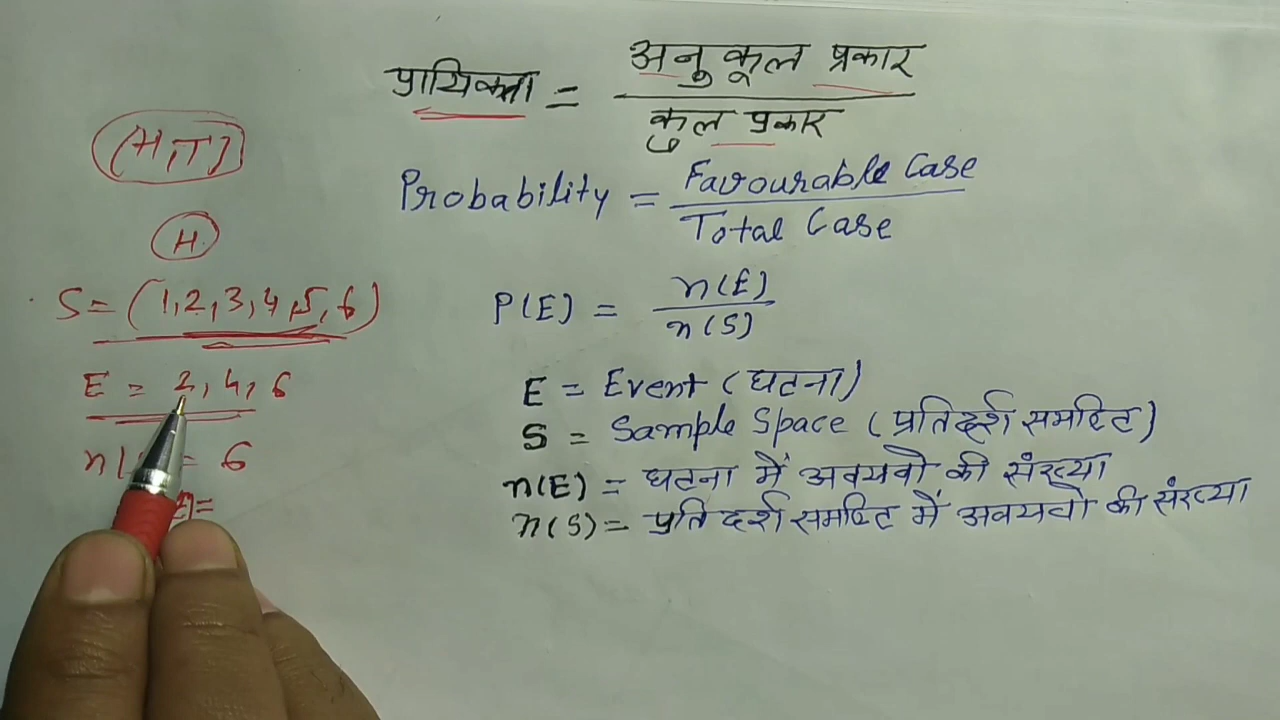 प्रायिकता = अनुकूल प्रकार
कुल प्रकार
Probability = Favourable Case
Total Case
P(E) = n(E)
n(S)
E = Event (घटना)
S = Sample Space (प्रतिदर्श समष्टि)
n(E) = घटना में अवयवो की संख्या
n(S) = प्रतिदर्श समष्टि में अवयवो की संख्या
(H,T)
H
S = (1,2,3,4,5,6)
E = 2, 4, 6
= 6